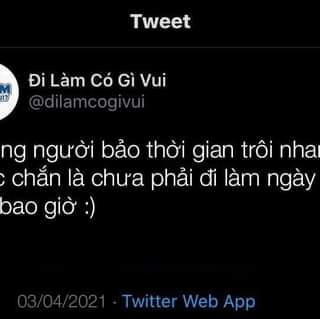 Tweet
Đi Làm Có Gì Vui
@dilamcogivui
ng người bảo thời gian trôi nhan
c chắn là chưa phải đi làm ngày
bao giờ :)
03/04/2021 · Twitter Web App